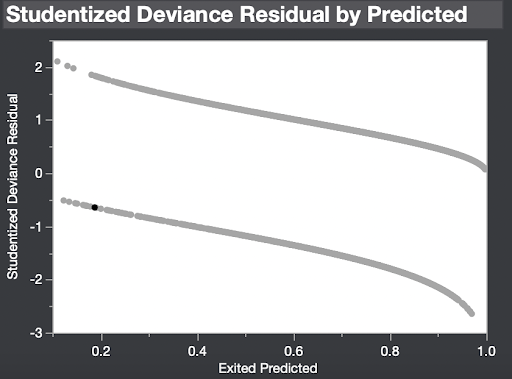 Studentized Deviance Residual by Predicted
Studentized Deviance Residual
2
1
0
-1
-2
-3
0.2 0.4 0.6 0.8 1.0
Exited Predicted